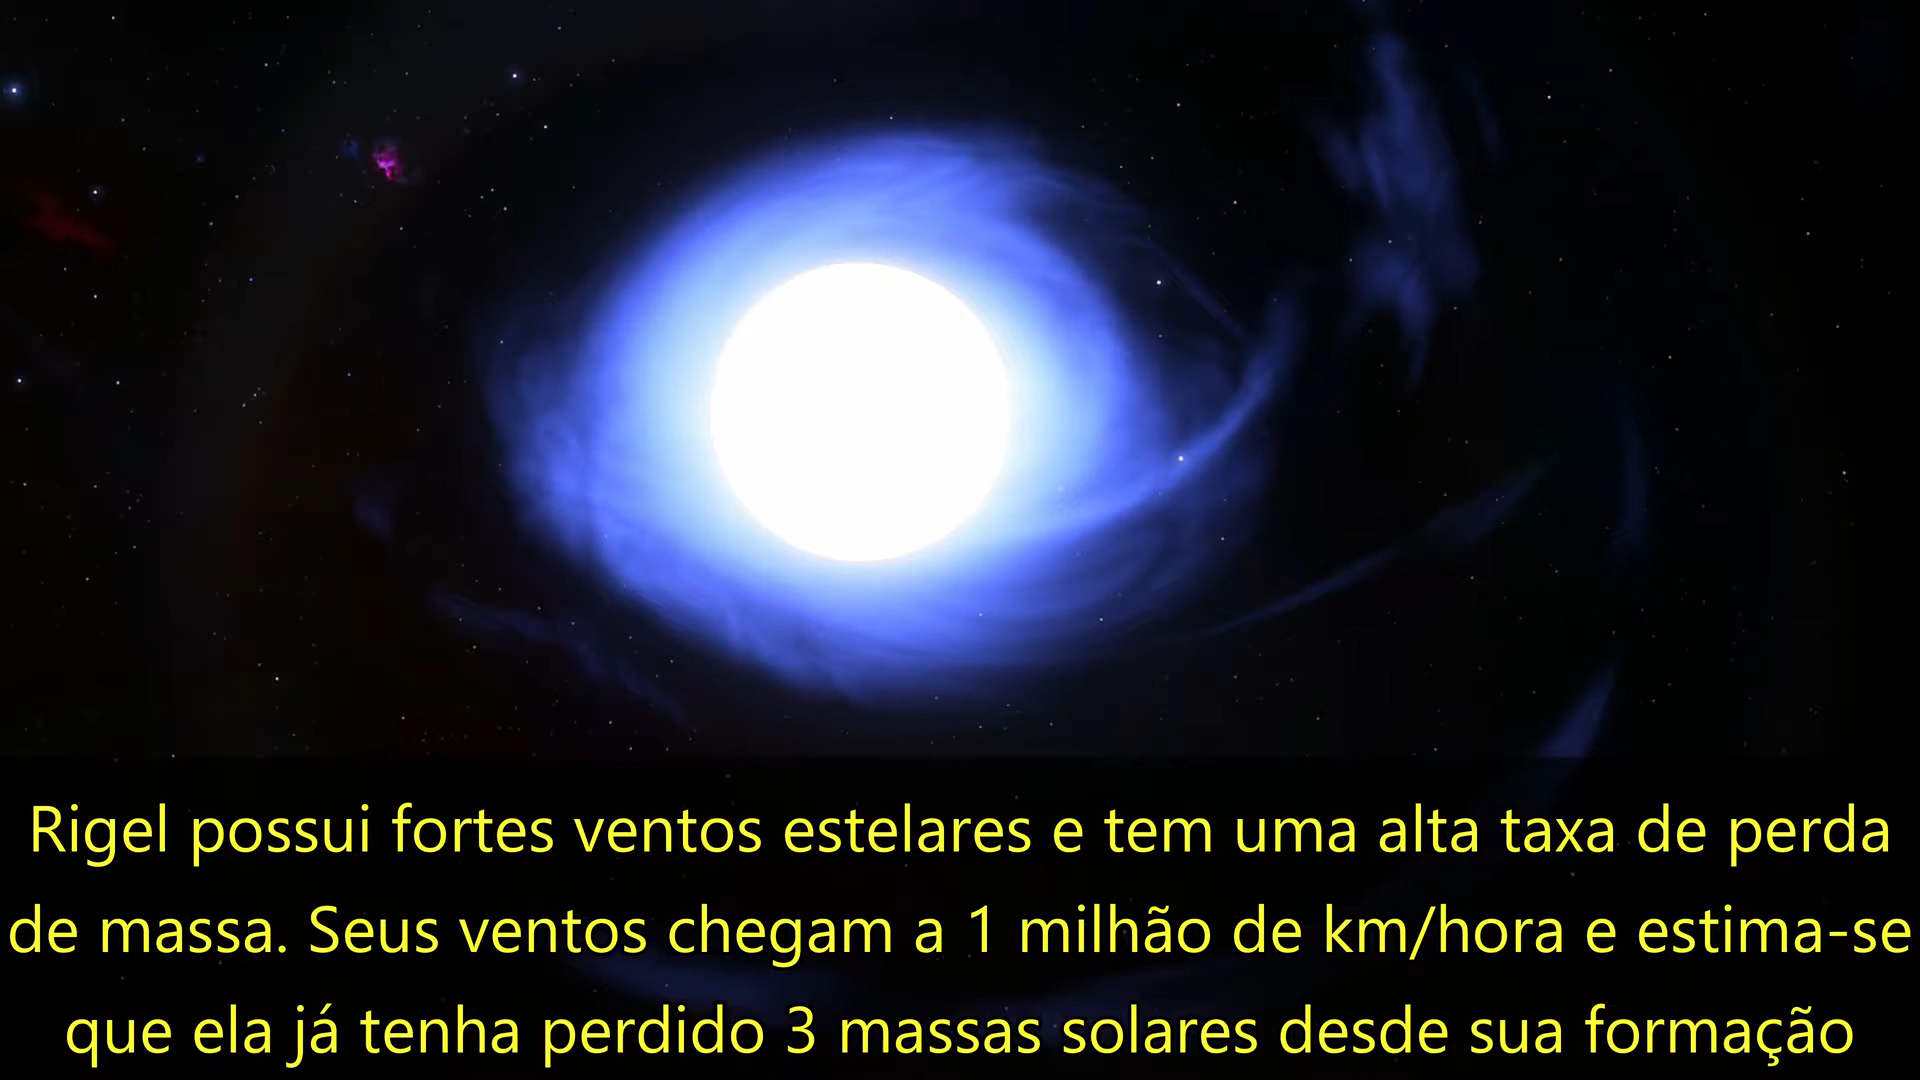 Rigel possui fortes ventos estelares e tem uma alta taxa de perda
de massa. Seus ventos chegam a 1 milhão de km/hora e estima-se
que ela já tenha perdido 3 massas solares desde sua formação